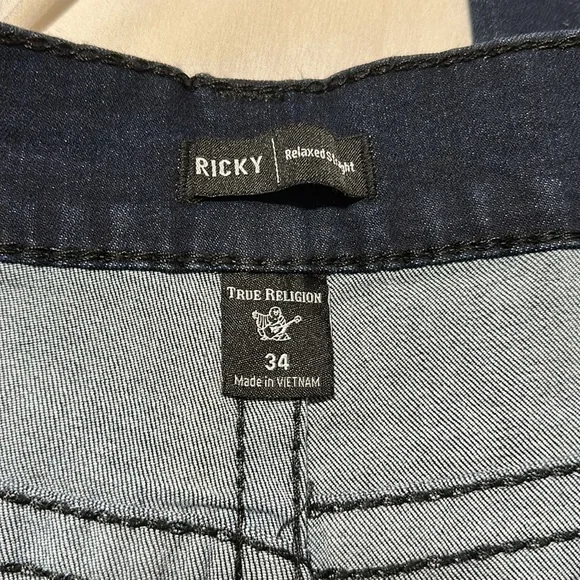 RICKY | Relaxed Straight
TRUE RELIGION
34
Made in VIETNAM